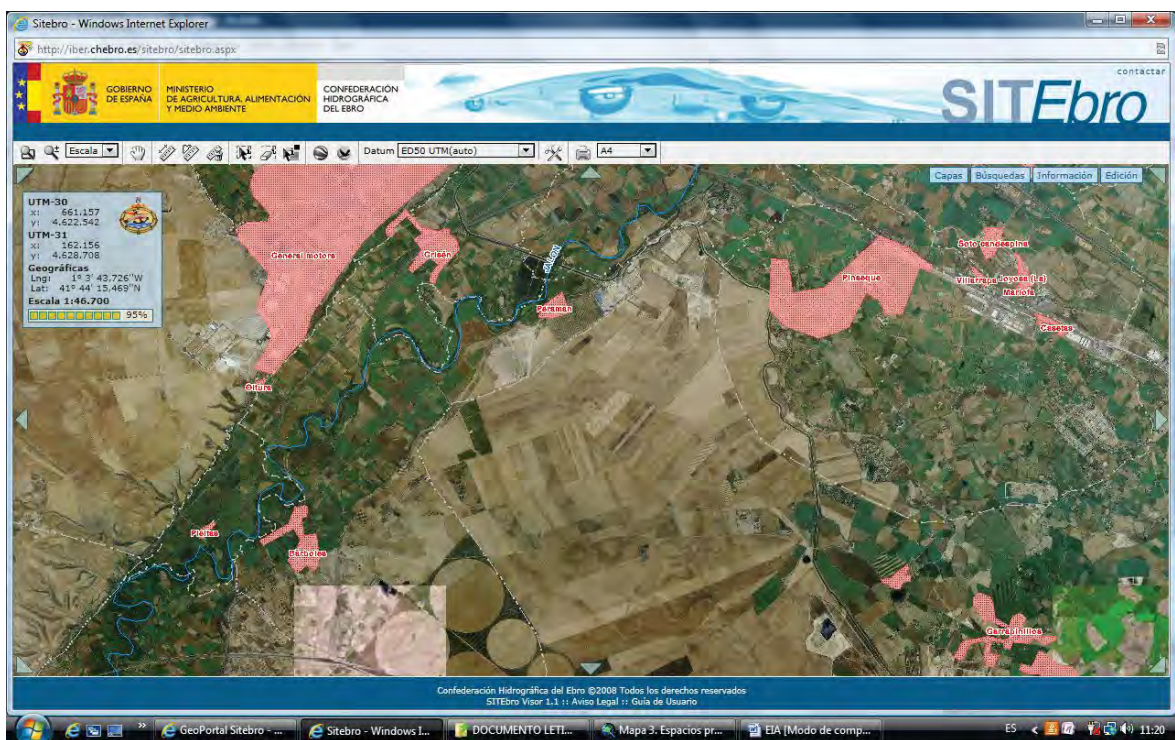 Sitebro - Windows Internet Explorer
http://iber.chebro.es/sitebro/sitebro.aspx
contactar
GOBIERNO
DE ESPAÑA
MINISTERIO
DE AGRICULTURA, ALIMENTACIÓN
Y MEDIO AMBIENTE
CONFEDERACIÓN
HIDROGRÁFICA
DEL EBRO
SITEbro
Escala
Datum
ED50 UTM(auto)
A4
Capas
Búsquedas
Información
Edición
UTM-30
x: 661.157
y: 4.622.542
UTM-31
x: 162.156
y: 4.628.708
Geográficas
Lng: 1º 3' 43.726''W
Lat: 41º 44' 15.469''N
Escala 1:46.700
95%
N
General motors
Grisén
JALON
Peraman
Pinseque
Soto candespina
Villarrapa
Joyosa (La)
Marlofa
Casetas
Oitura
Pleitas
Bárboles
Garrapinillos
Confederación Hidrográfica del Ebro ©2008 Todos los derechos reservados
SITEbro Visor 1.1 :: Aviso Legal :: Guía de Usuario
»
GeoPortal Sitebro - ...
Sitebro - Windows I...
DOCUMENTO LETI...
Mapa 3. Espacios pr...
EIA [Modo de comp...
ES
11:20